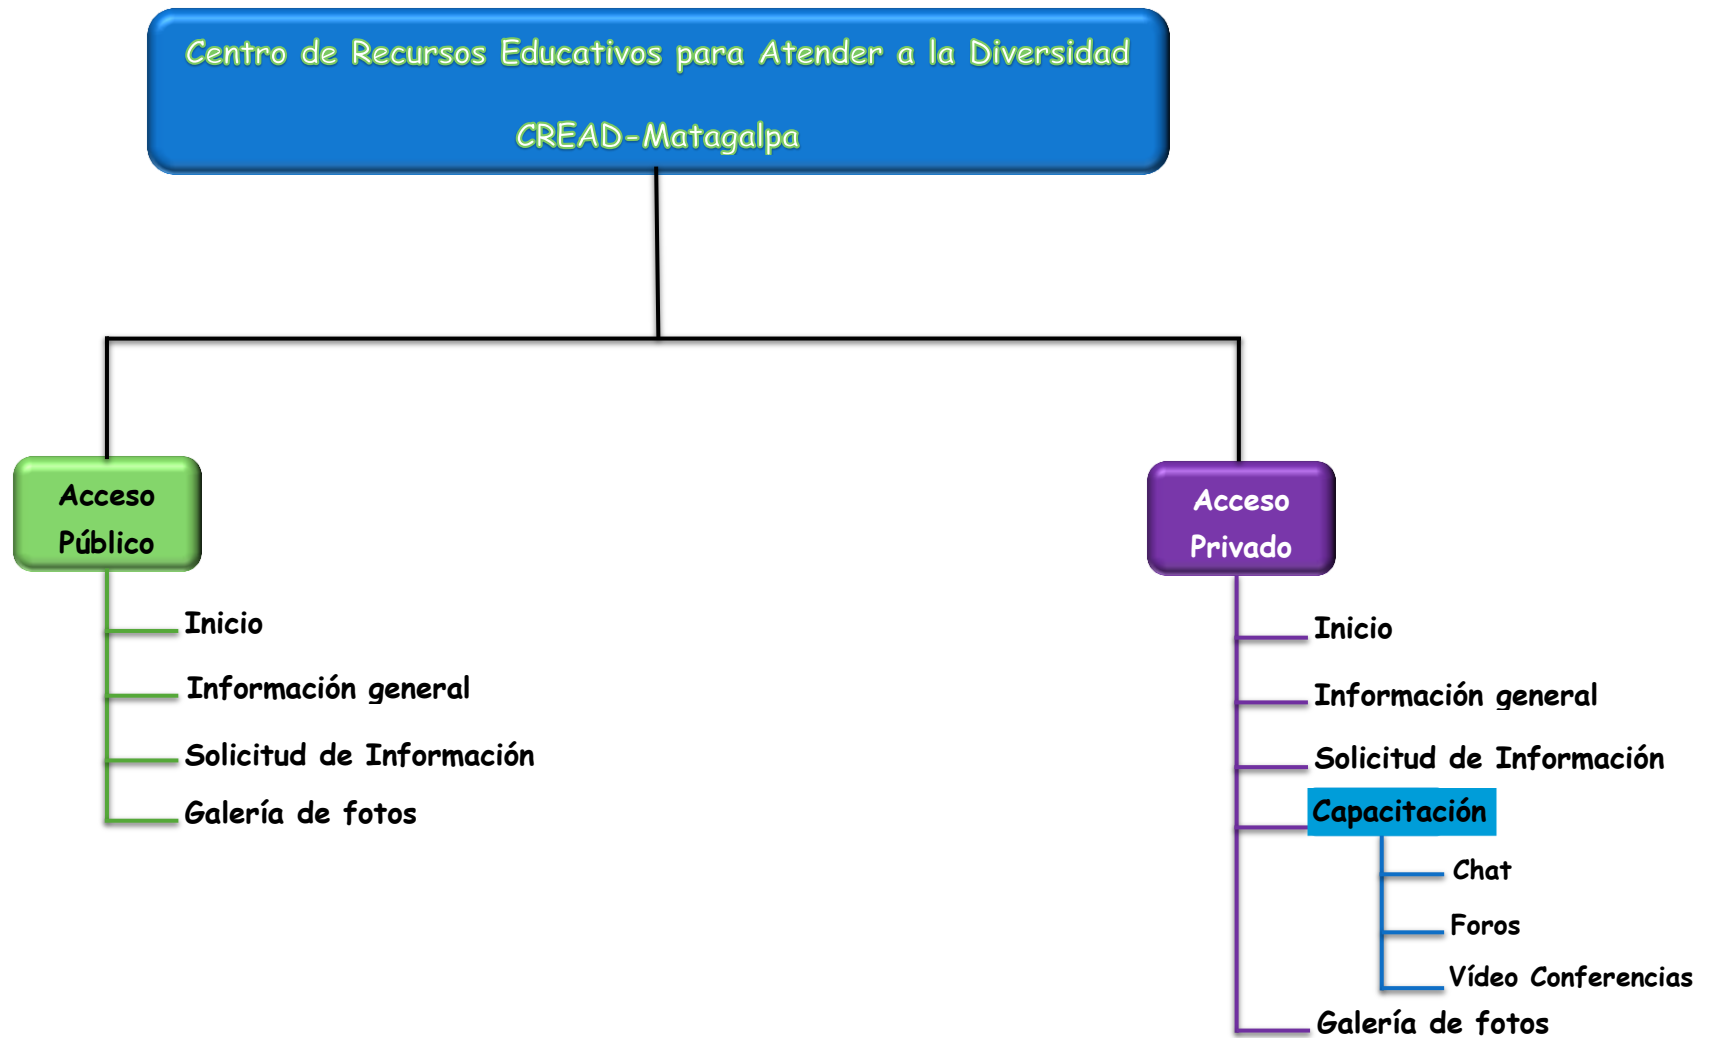 Centro de Recursos Educativos para Atender a la Diversidad
CREAD-Matagalpa
Acceso
Público
Inicio
Información general
Solicitud de Información
Galería de fotos
Acceso
Privado
Inicio
Información general
Solicitud de Información
Capacitación
Chat
Foros
Vídeo Conferencias
Galería de fotos